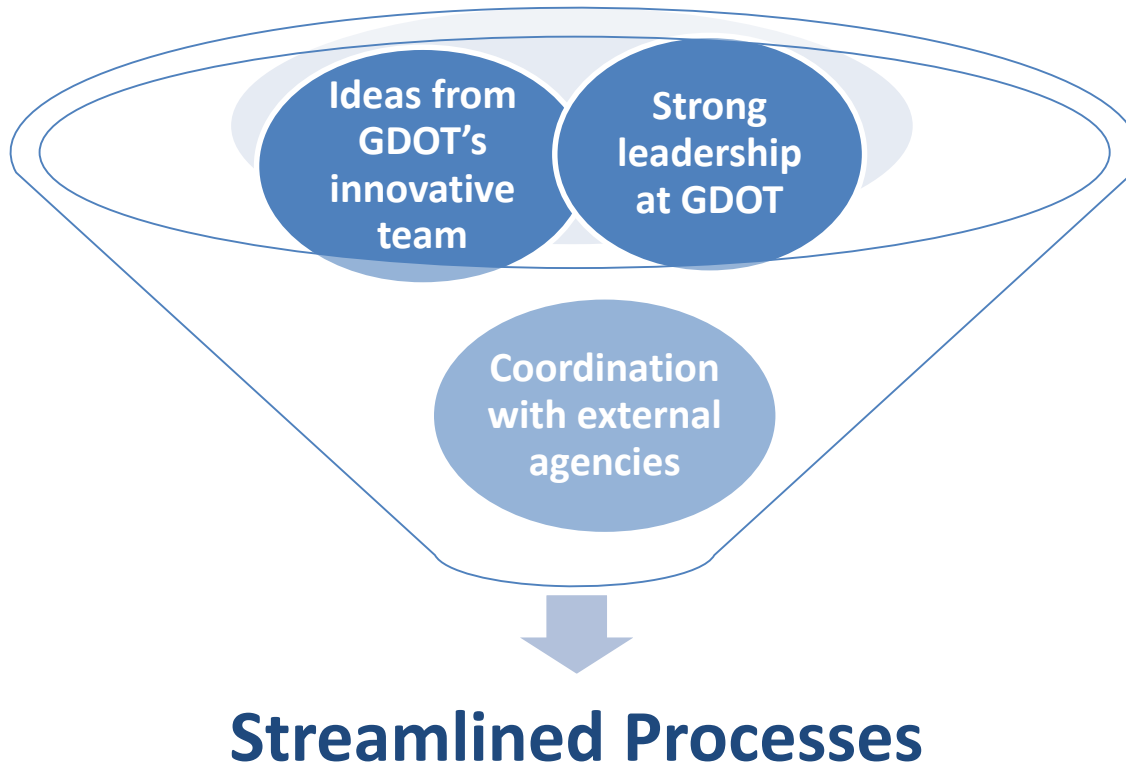 Ideas from
GDOT’s
innovative
team
Strong
leadership
at GDOT
Coordination
with external
agencies
Streamlined Processes